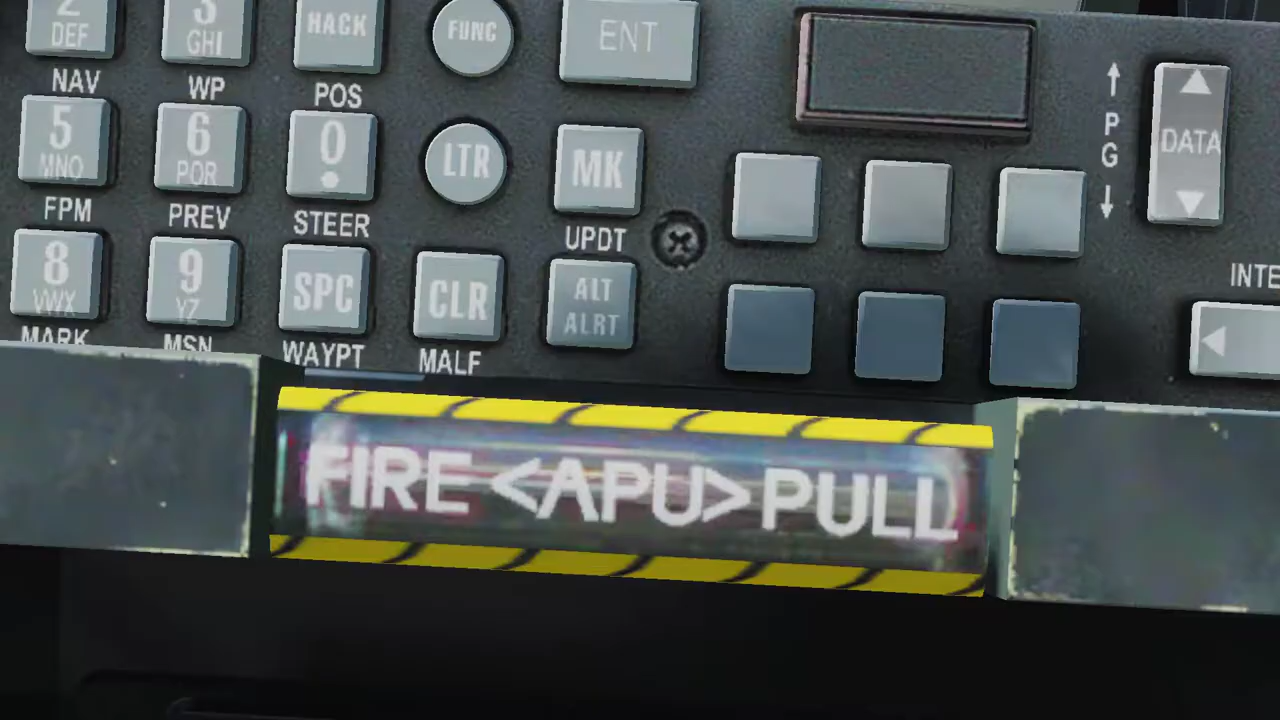 2 DEF
3 GHI
HACK
FUNC
ENT
NAV
WP
POS
5 MNO
6 PQR
0
LTR
MK
↑ PG ↓
DATA
FPM
PREV
STEER
UPDT
8 VWX
9 YZ
SPC
CLR
ALT ALRT
MARK
MSN
WAYPT
MALF
FIRE <APU> PULL